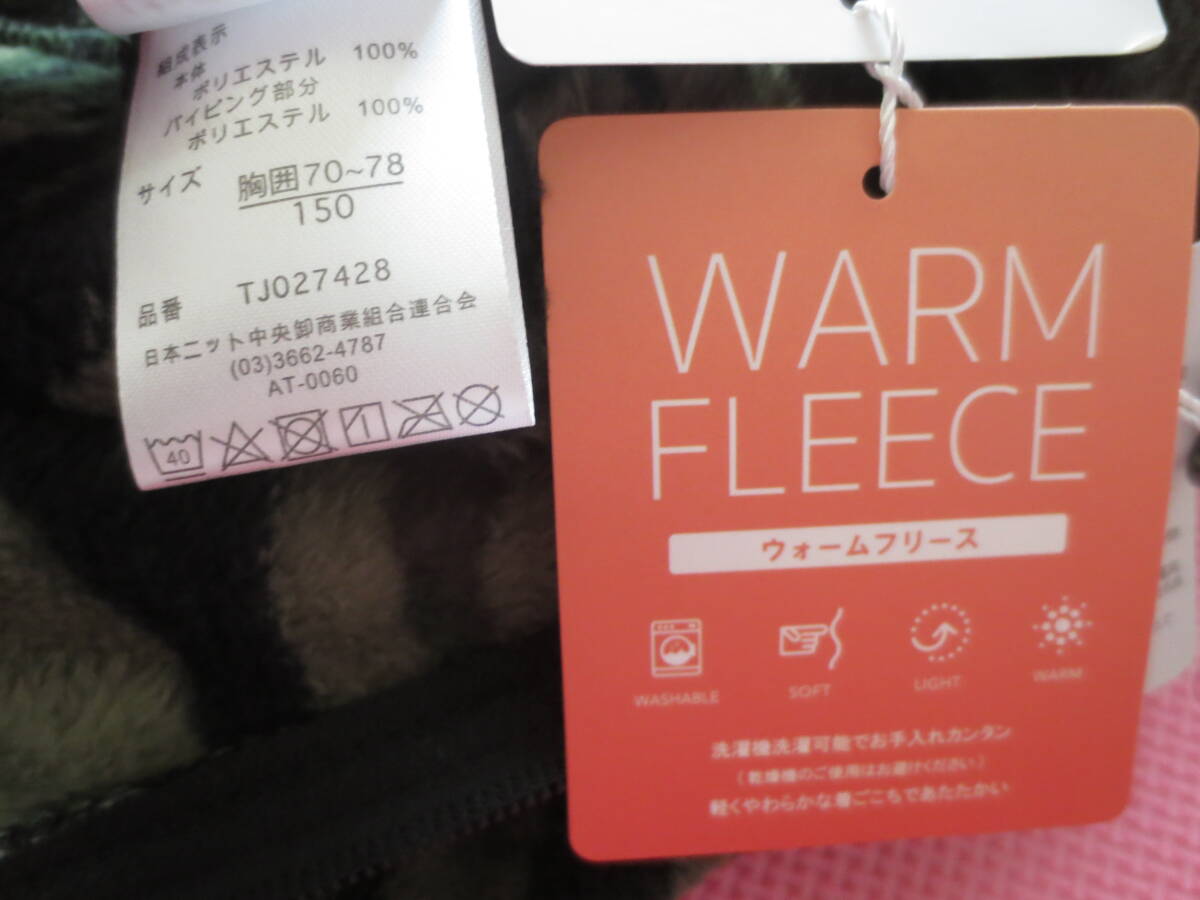 組成表示
本体
ポリエステル 100%
パイピング部分
ポリエステル 100%
サイズ
胸囲70~78
150
品番 TJ027428
日本ニット中央卸商業組合連合会
(03)3662-4787
AT-0060
40
WARM
FLEECE
ウォームフリース
WASHABLE
SOFT
LIGHT
WARM
洗濯機洗濯可能でお手入れカンタン
(乾燥機のご使用はお避けください)
軽くやわらかな着ごこちであたたかい